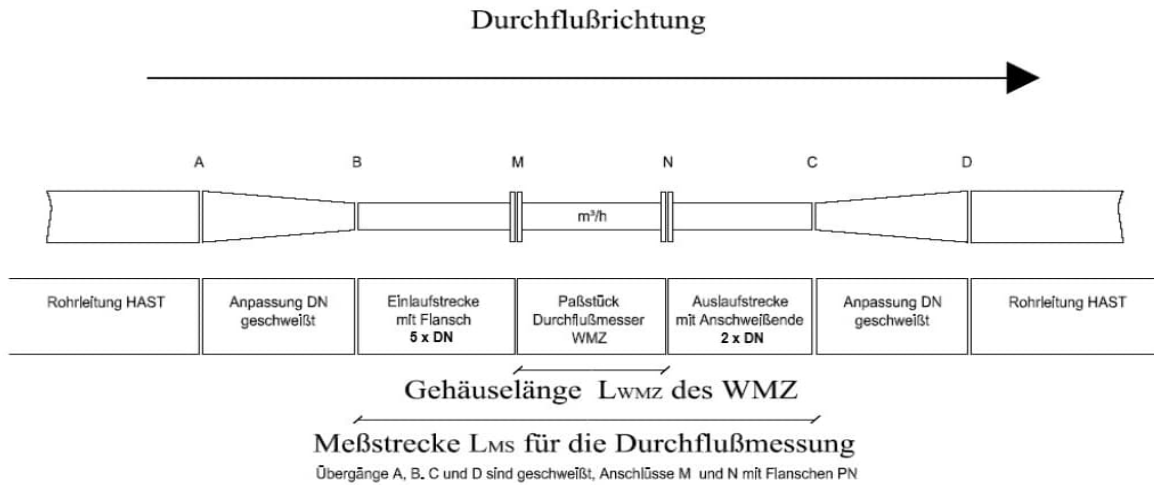 Durchflußrichtung
A B M N C D
m³/h
Rohrleitung HAST
Anpassung DN
geschweißt
Einlaufstrecke
mit Flansch
5 x DN
Paßstück
Durchflußmesser
WMZ
Auslaufstrecke
mit Anschweißende
2 x DN
Anpassung DN
geschweißt
Rohrleitung HAST
Gehäuselänge LWMZ des WMZ
Meßstrecke LMS für die Durchflußmessung
Übergänge A, B. C und D sind geschweißt, Anschlüsse M und N mit Flanschen PN